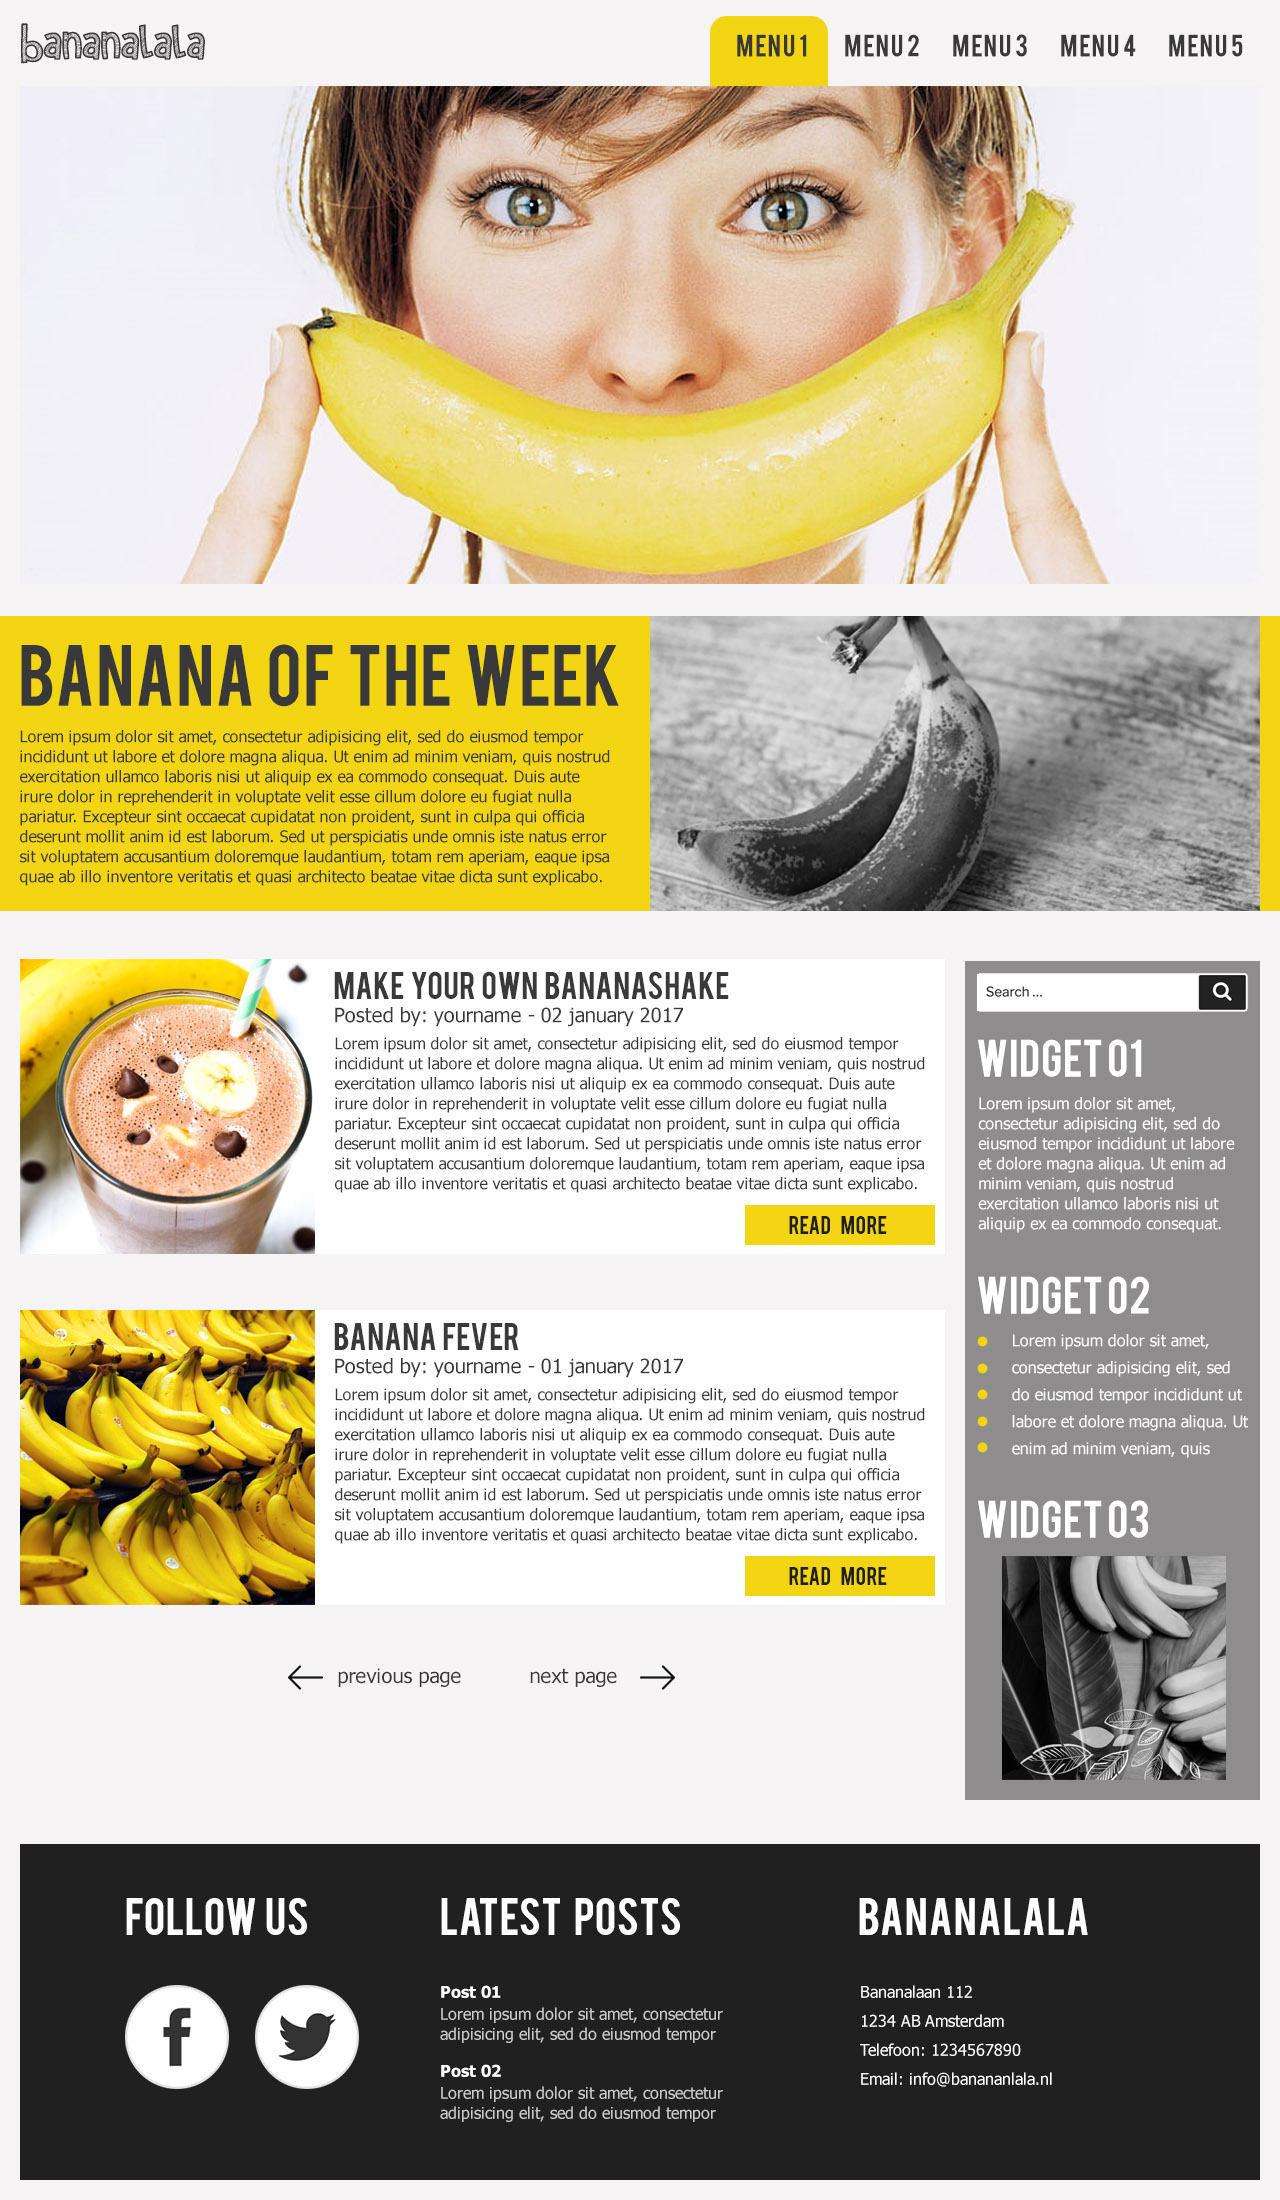 bananalala
MENU 1 MENU 2 MENU 3 MENU 4 MENU 5
BANANA OF THE WEEK
Lorem ipsum dolor sit amet, consectetur adipisicing elit, sed do eiusmod tempor
incididunt ut labore et dolore magna aliqua. Ut enim ad minim veniam, quis nostrud
exercitation ullamco laboris nisi ut aliquip ex ea commodo consequat. Duis aute
irure dolor in reprehenderit in voluptate velit esse cillum dolore eu fugiat nulla
pariatur. Excepteur sint occaecat cupidatat non proident, sunt in culpa qui officia
deserunt mollit anim id est laborum. Sed ut perspiciatis unde omnis iste natus error
sit voluptatem accusantium doloremque laudantium, totam rem aperiam, eaque ipsa
quae ab illo inventore veritatis et quasi architecto beatae vitae dicta sunt explicabo.
MAKE YOUR OWN BANANASHAKE
Posted by: yourname - 02 january 2017
Lorem ipsum dolor sit amet, consectetur adipisicing elit, sed do eiusmod tempor
incididunt ut labore et dolore magna aliqua. Ut enim ad minim veniam, quis nostrud
exercitation ullamco laboris nisi ut aliquip ex ea commodo consequat. Duis aute
irure dolor in reprehenderit in voluptate velit esse cillum dolore eu fugiat nulla
pariatur. Excepteur sint occaecat cupidatat non proident, sunt in culpa qui officia
deserunt mollit anim id est laborum. Sed ut perspiciatis unde omnis iste natus error
sit voluptatem accusantium doloremque laudantium, totam rem aperiam, eaque ipsa
quae ab illo inventore veritatis et quasi architecto beatae vitae dicta sunt explicabo.
READ MORE
BANANA FEVER
Posted by: yourname - 01 january 2017
Lorem ipsum dolor sit amet, consectetur adipisicing elit, sed do eiusmod tempor
incididunt ut labore et dolore magna aliqua. Ut enim ad minim veniam, quis nostrud
exercitation ullamco laboris nisi ut aliquip ex ea commodo consequat. Duis aute
irure dolor in reprehenderit in voluptate velit esse cillum dolore eu fugiat nulla
pariatur. Excepteur sint occaecat cupidatat non proident, sunt in culpa qui officia
deserunt mollit anim id est laborum. Sed ut perspiciatis unde omnis iste natus error
sit voluptatem accusantium doloremque laudantium, totam rem aperiam, eaque ipsa
quae ab illo inventore veritatis et quasi architecto beatae vitae dicta sunt explicabo.
READ MORE
previous page next page
Search ...
WIDGET 01
Lorem ipsum dolor sit amet,
consectetur adipisicing elit, sed do
eiusmod tempor incididunt ut labore
et dolore magna aliqua. Ut enim ad
minim veniam, quis nostrud
exercitation ullamco laboris nisi ut
aliquip ex ea commodo consequat.
WIDGET 02
Lorem ipsum dolor sit amet,
consectetur adipisicing elit, sed
do eiusmod tempor incididunt ut
labore et dolore magna aliqua. Ut
enim ad minim veniam, quis
WIDGET 03
FOLLOW US
LATEST POSTS
Post 01
Lorem ipsum dolor sit amet, consectetur
adipisicing elit, sed do eiusmod tempor
Post 02
Lorem ipsum dolor sit amet, consectetur
adipisicing elit, sed do eiusmod tempor
BANANALALA
Bananalaan 112
1234 AB Amsterdam
Telefoon: 1234567890
Email: info@banananlala.nl